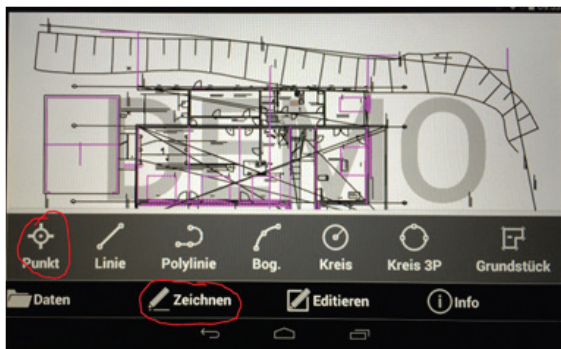 DEMO
Punkt Linie Polylinie Bog. Kreis Kreis 3P Grundstück
Daten Zeichnen Editieren Info